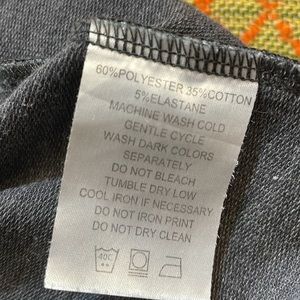 60%POLYESTER 35%COTTON
5%ELASTANE
MACHINE WASH COLD
GENTLE CYCLE
WASH DARK COLORS
SEPARATELY
DO NOT BLEACH
TUMBLE DRY LOW
COOL IRON IF NECESSARY
DO NOT IRON PRINT
DO NOT DRY CLEAN
40C